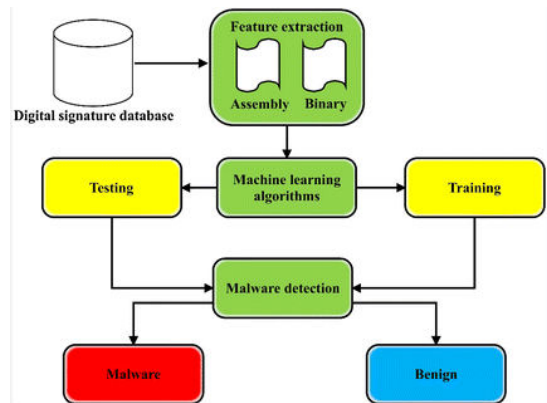 Feature extraction
Assembly
Binary
Digital signature database
Testing
Machine learning
algorithms
Training
Malware detection
Malware
Benign